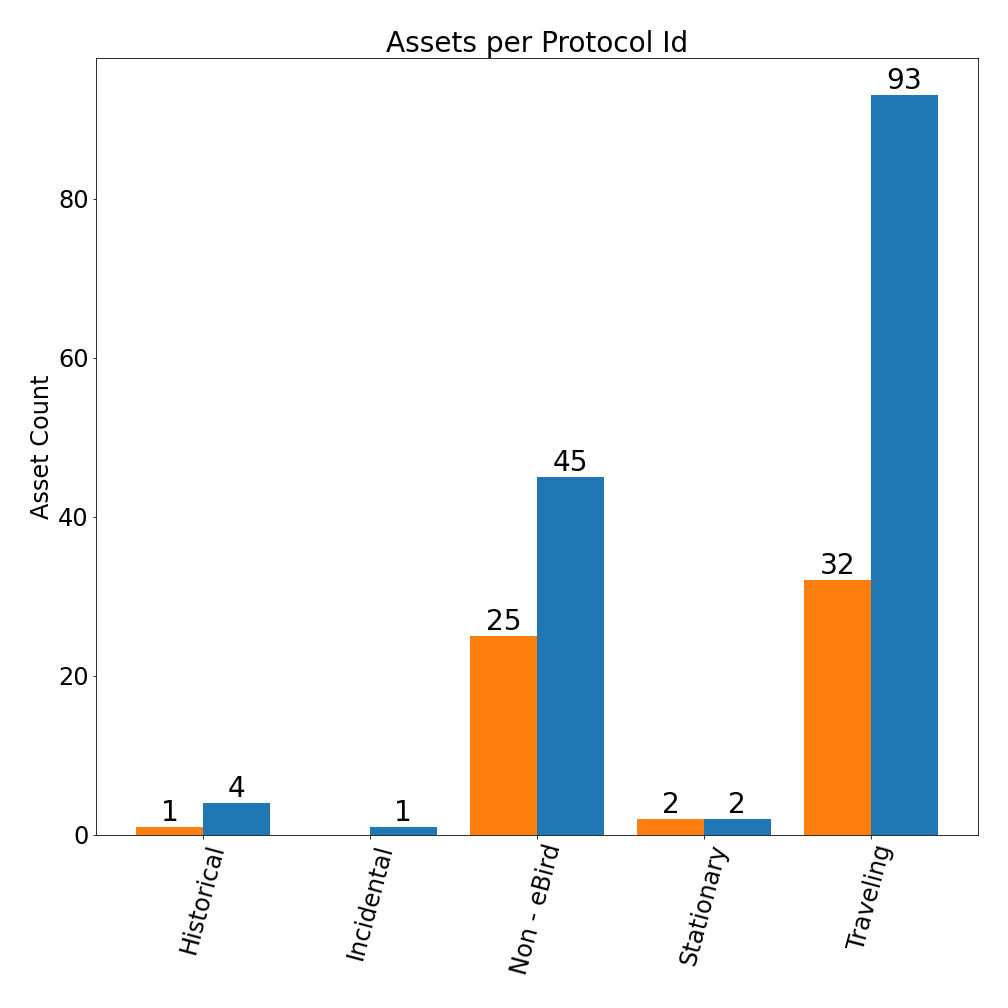 Assets per Protocol Id
93
80
60
Asset Count
45
40
32
25
20
4
1
1
2
2
0
Historical
Incidental
Non - eBird
Stationary
Traveling